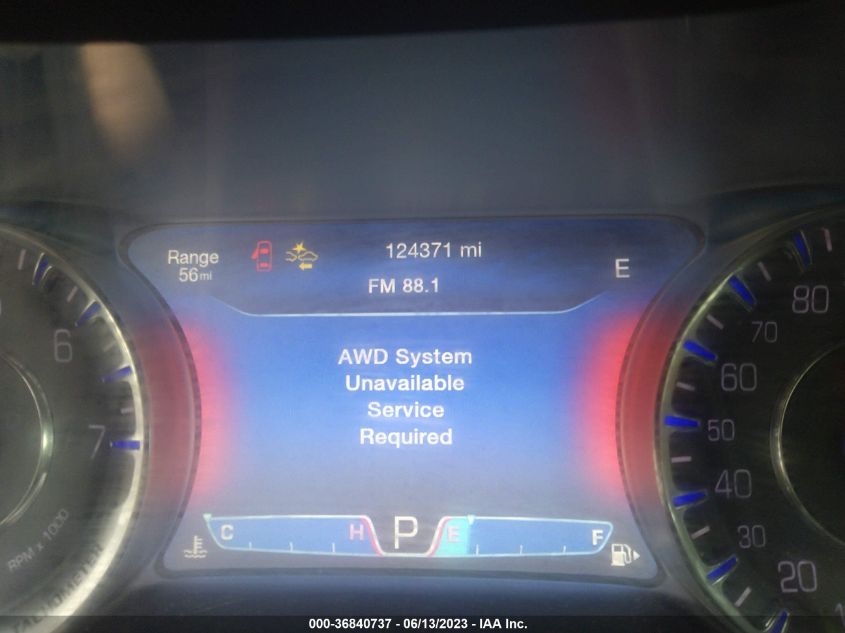 Range
56mi
124371 mi
FM 88.1
E
AWD System
Unavailable
Service
Required
C H P E F
6
7
RPM x 1000
TACHOMETER
80
70
60
50
40
30
20
000-36840737 - 06/13/2023 - IAA Inc.